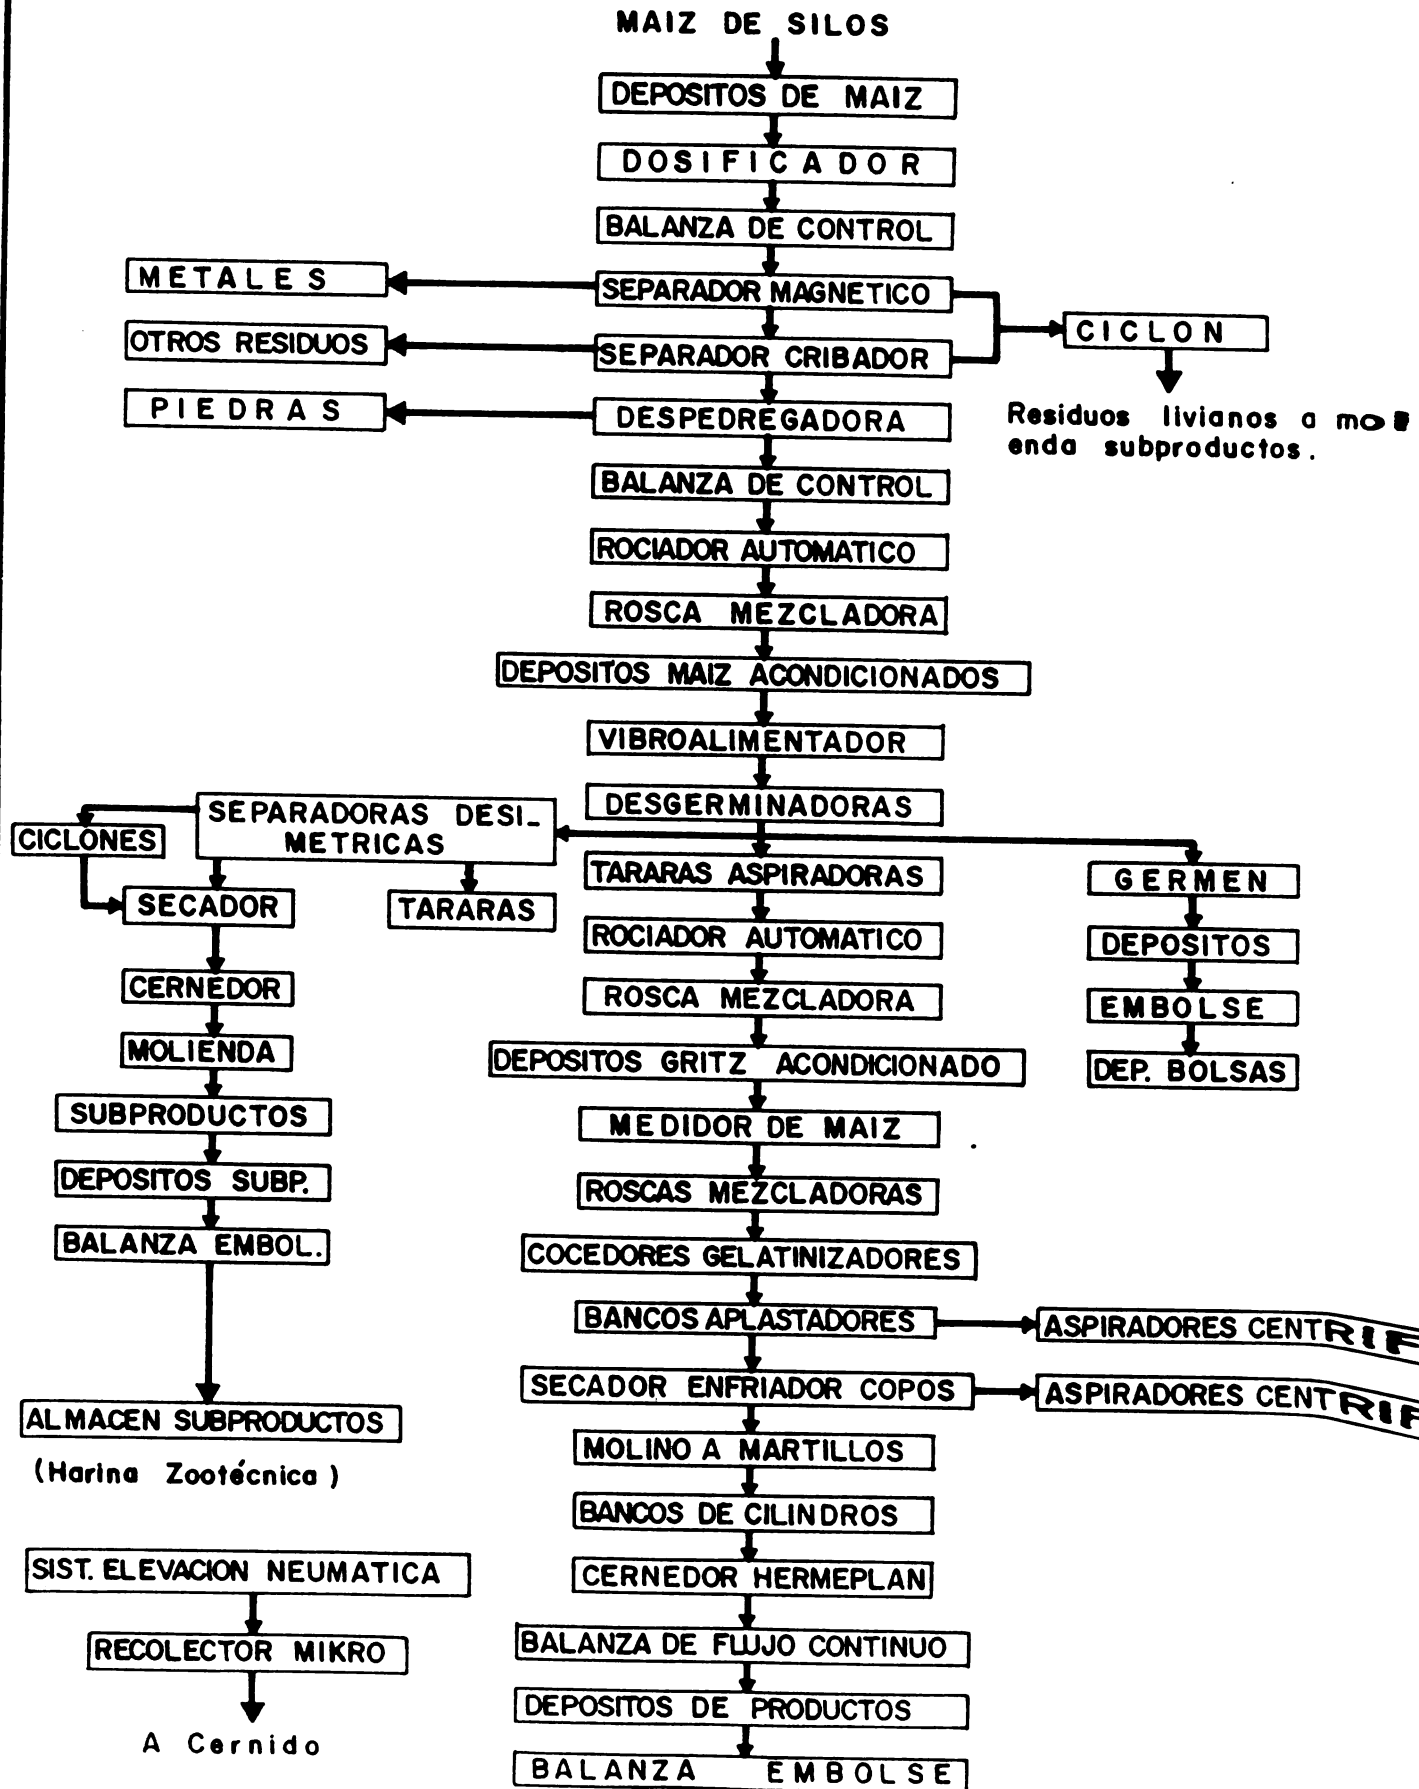 MAIZ DE SILOS
DEPOSITOS DE MAIZ
DOSIFICADOR
BALANZA DE CONTROL
METALES
SEPARADOR MAGNETICO
OTROS RESIDUOS
SEPARADOR CRIBADOR
CICLON
PIEDRAS
DESPEDREGADORA
Residuos livianos a mo
enda subproductos.
BALANZA DE CONTROL
ROCIADOR AUTOMATICO
ROSCA MEZCLADORA
DEPOSITOS MAIZ ACONDICIONADOS
VIBROALIMENTADOR
DESGERMINADORAS
SEPARADORAS DESI-
METRICAS
CICLONES
TARARAS ASPIRADORAS
GERMEN
SECADOR
TARARAS
ROCIADOR AUTOMATICO
DEPOSITOS
CERNEDOR
ROSCA MEZCLADORA
EMBOLSE
MOLIENDA
DEPOSITOS GRITZ ACONDICIONADO
DEP. BOLSAS
SUBPRODUCTOS
MEDIDOR DE MAIZ
DEPOSITOS SUBP.
ROSCAS MEZCLADORAS
BALANZA EMBOL.
COCEDORES GELATINIZADORES
BANCOS APLASTADORES
ASPIRADORES CENTRIF
SECADOR ENFRIADOR COPOS
ASPIRADORES CENTRIF
ALMACEN SUBPRODUCTOS
(Harina Zootécnica)
MOLINO A MARTILLOS
BANCOS DE CILINDROS
SIST. ELEVACION NEUMATICA
CERNEDOR HERMEPLAN
RECOLECTOR MIKRO
BALANZA DE FLUJO CONTINUO
DEPOSITOS DE PRODUCTOS
A Cernido
BALANZA EMBOLSE